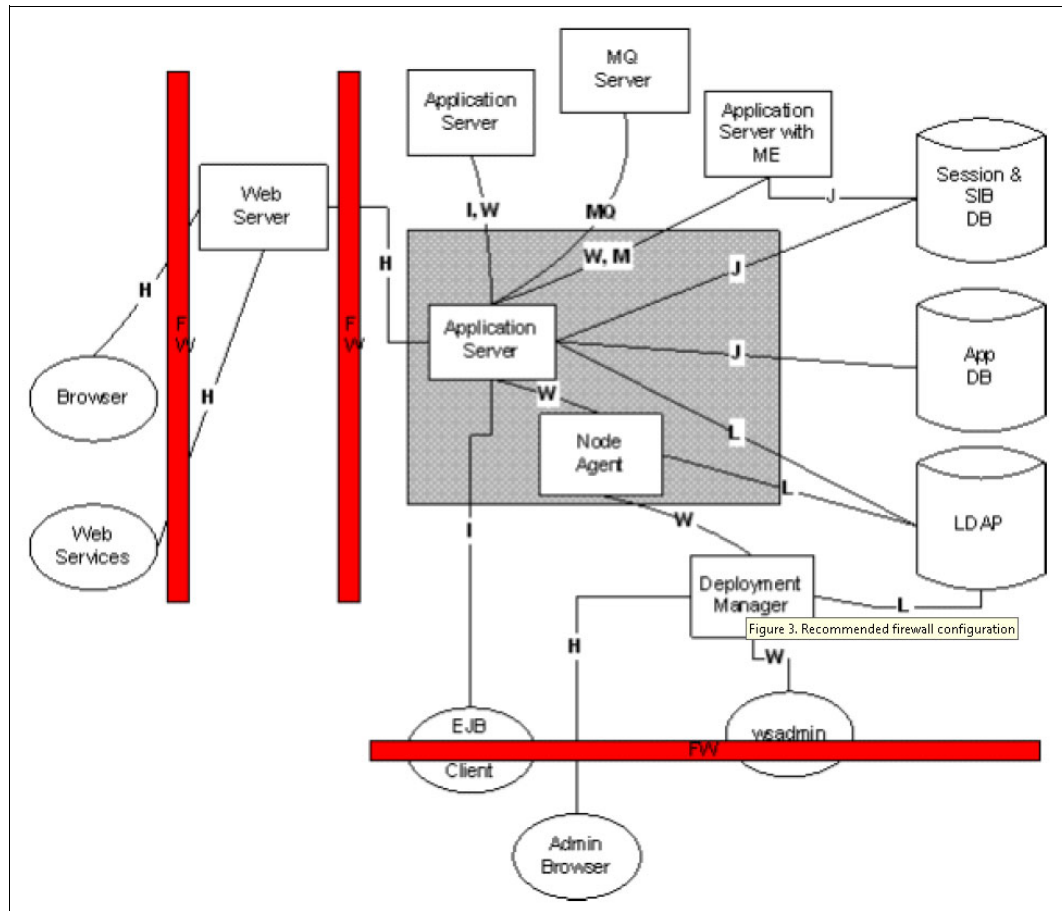 MQ
Server
Application
Server
Application
Server with
ME
Session &
SIB
DB
Web
Server
J
I, W
MQ
W, M
H
J
H
F
W
F
W
Application
Server
J
App
DB
Browser
H
W
L
Node
Agent
L
Web
Services
I
W
LDAP
Deployment
Manager
L
Figure 3. Recommended firewall configuration
H
W
EJB
Client
wsadmin
FW
Admin
Browser